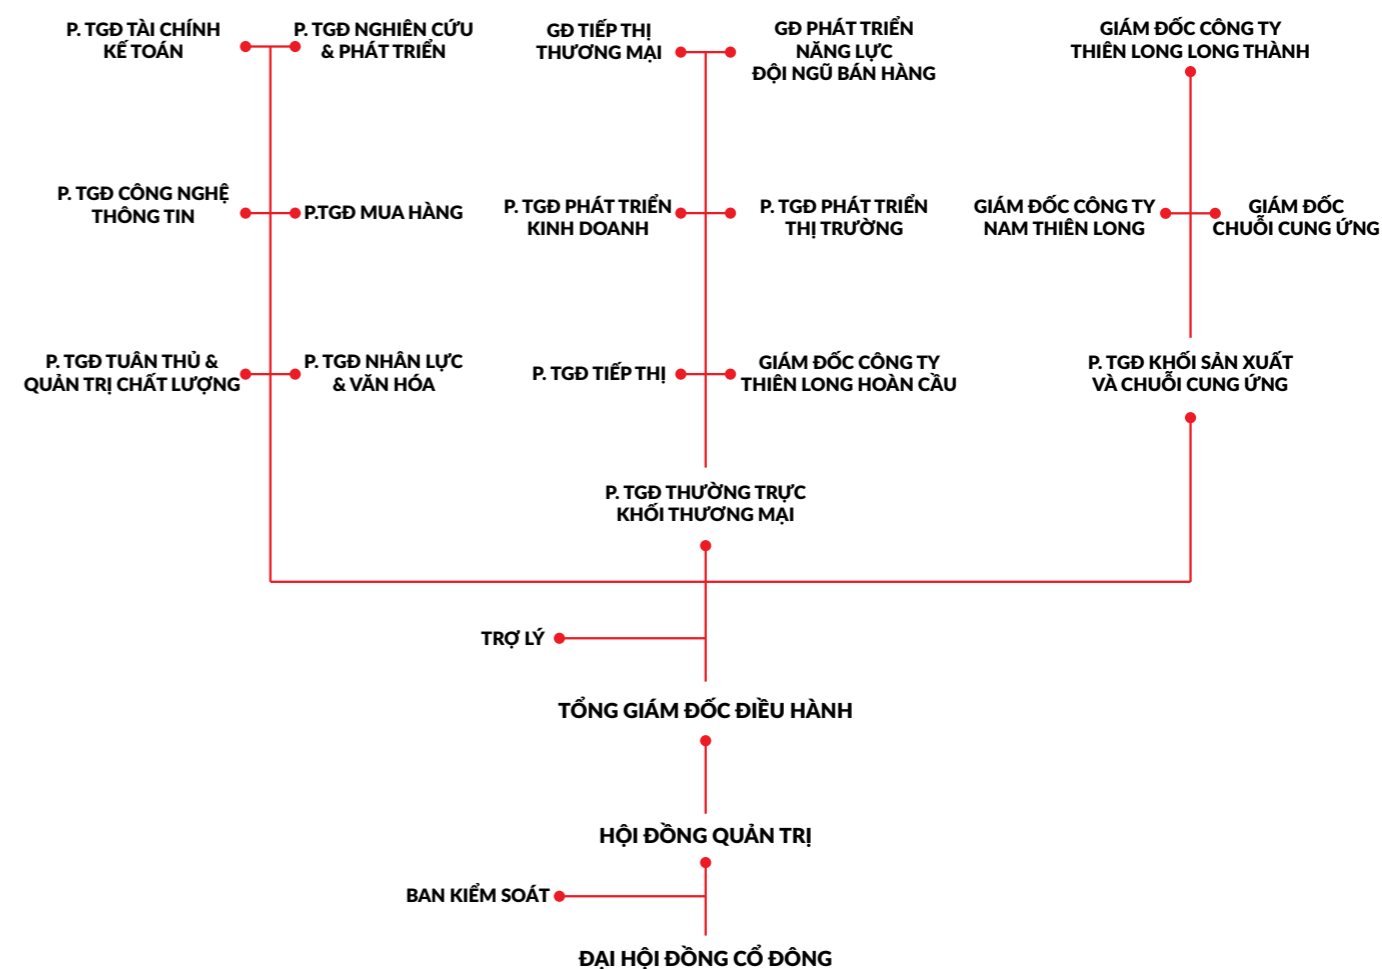 P. TGĐ TÀI CHÍNH
KẾ TOÁN
P. TGĐ NGHIÊN CỨU
& PHÁT TRIỂN
GĐ TIẾP THỊ
THƯƠNG MẠI
GĐ PHÁT TRIỂN
NĂNG LỰC
ĐỘI NGŨ BÁN HÀNG
GIÁM ĐỐC CÔNG TY
THIÊN LONG LONG THÀNH
P. TGĐ CÔNG NGHỆ
THÔNG TIN
P.TGĐ MUA HÀNG
P. TGĐ PHÁT TRIỂN
KINH DOANH
P. TGĐ PHÁT TRIỂN
THỊ TRƯỜNG
GIÁM ĐỐC CÔNG TY
NAM THIÊN LONG
GIÁM ĐỐC
CHUỖI CUNG ỨNG
P. TGĐ TUÂN THỦ &
QUẢN TRỊ CHẤT LƯỢNG
P. TGĐ NHÂN LỰC
& VĂN HÓA
P. TGĐ TIẾP THỊ
GIÁM ĐỐC CÔNG TY
THIÊN LONG HOÀN CẦU
P. TGĐ KHỐI SẢN XUẤT
VÀ CHUỖI CUNG ỨNG
P. TGĐ THƯỜNG TRỰC
KHỐI THƯƠNG MẠI
TRỢ LÝ
TỔNG GIÁM ĐỐC ĐIỀU HÀNH
HỘI ĐỒNG QUẢN TRỊ
BAN KIỂM SOÁT
ĐẠI HỘI ĐỒNG CỔ ĐÔNG